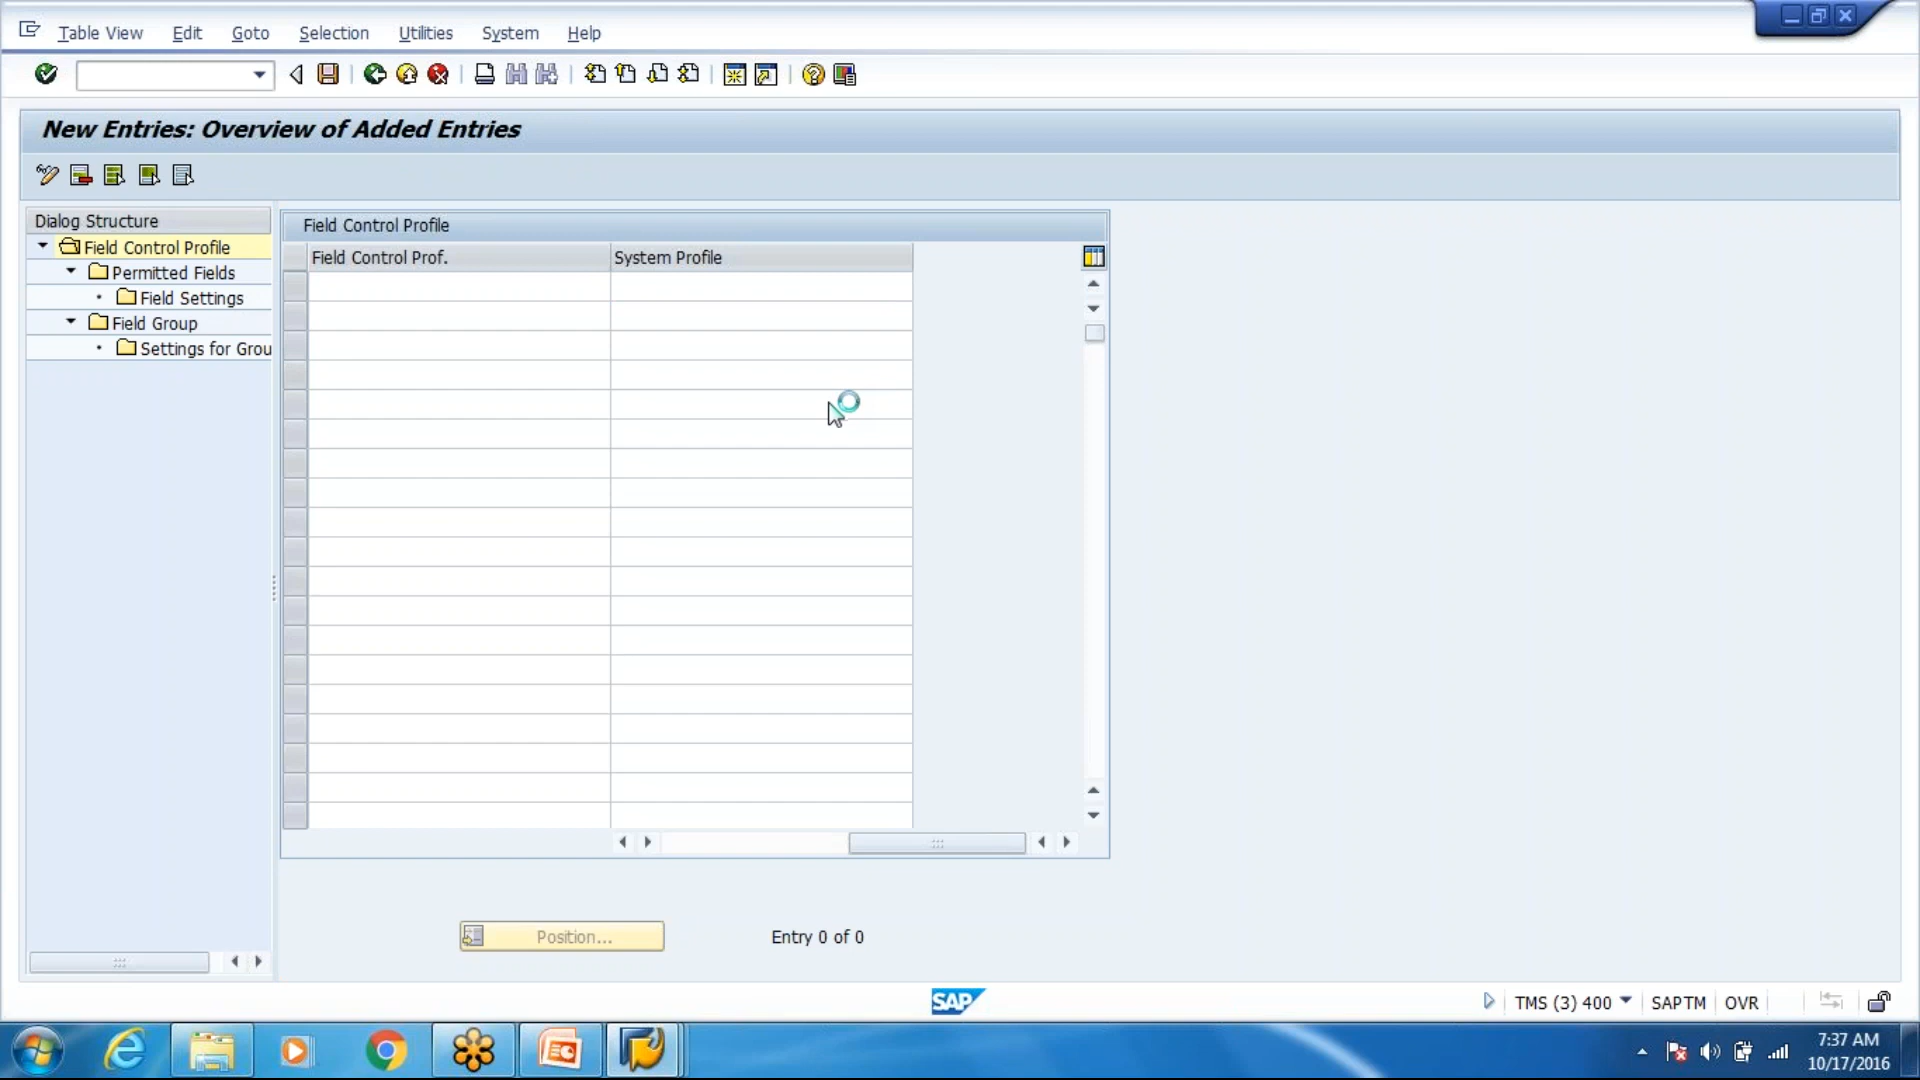 Table View Edit Goto Selection Utilities System Help
New Entries: Overview of Added Entries
Dialog Structure
Field Control Profile
Permitted Fields
Field Settings
Field Group
Settings for Grou
Field Control Profile
Field Control Prof. System Profile
Position... Entry 0 of 0
SAP
TMS (3) 400 SAPTM OVR
7:37 AM
10/17/2016